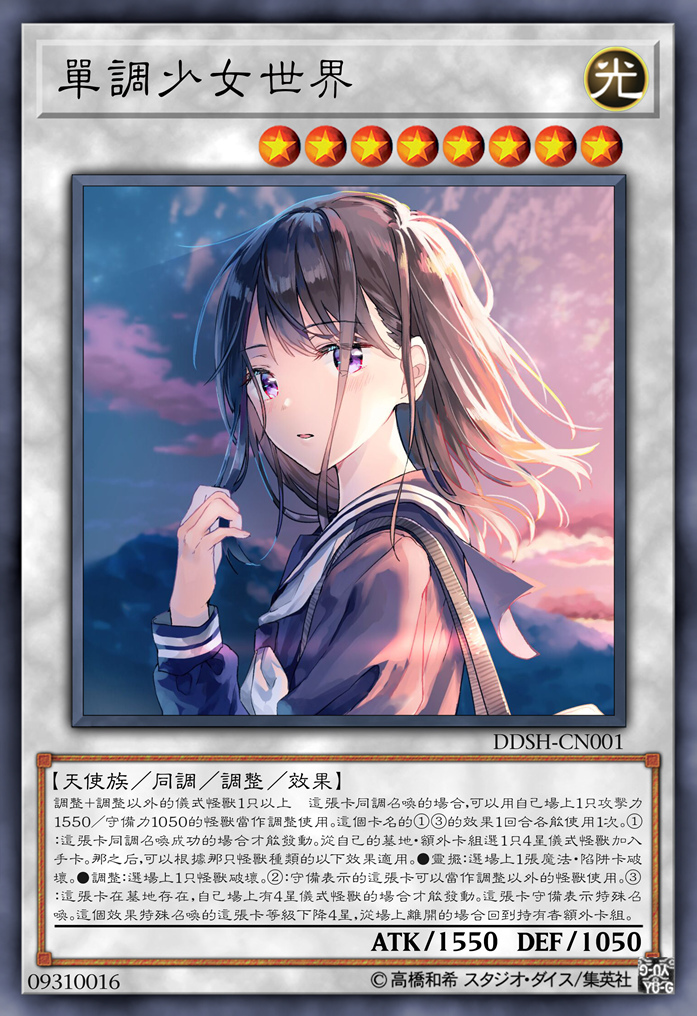 單調少女世界
光
DDSH-CN001
【天使族／同調／調整／效果】
調整＋調整以外的儀式怪獸1只以上　這張卡同調召喚的場合,可以用自己場上1只攻擊力
1550／守備力1050的怪獸當作調整使用。這個卡名的①③的效果1回合各能使用1次。①
:這張卡同調召喚成功的場合才能發動。從自己的墓地·額外卡組選1只4星儀式怪獸加入
手卡。那之后,可以根據那只怪獸種類的以下效果適用。●靈擺:選場上1張魔法·陷阱卡破
壞。●調整:選場上1只怪獸破壞。②:守備表示的這張卡可以當作調整以外的怪獸使用。③
:這張卡在墓地存在,自己場上有4星儀式怪獸的場合才能發動。這張卡守備表示特殊召
喚。這個效果特殊召喚的這張卡等級下降4星,從場上離開的場合回到持有者額外卡組。
ATK/1550 DEF/1050
09310016
©高橋和希 スタジオ・ダイス/集英社